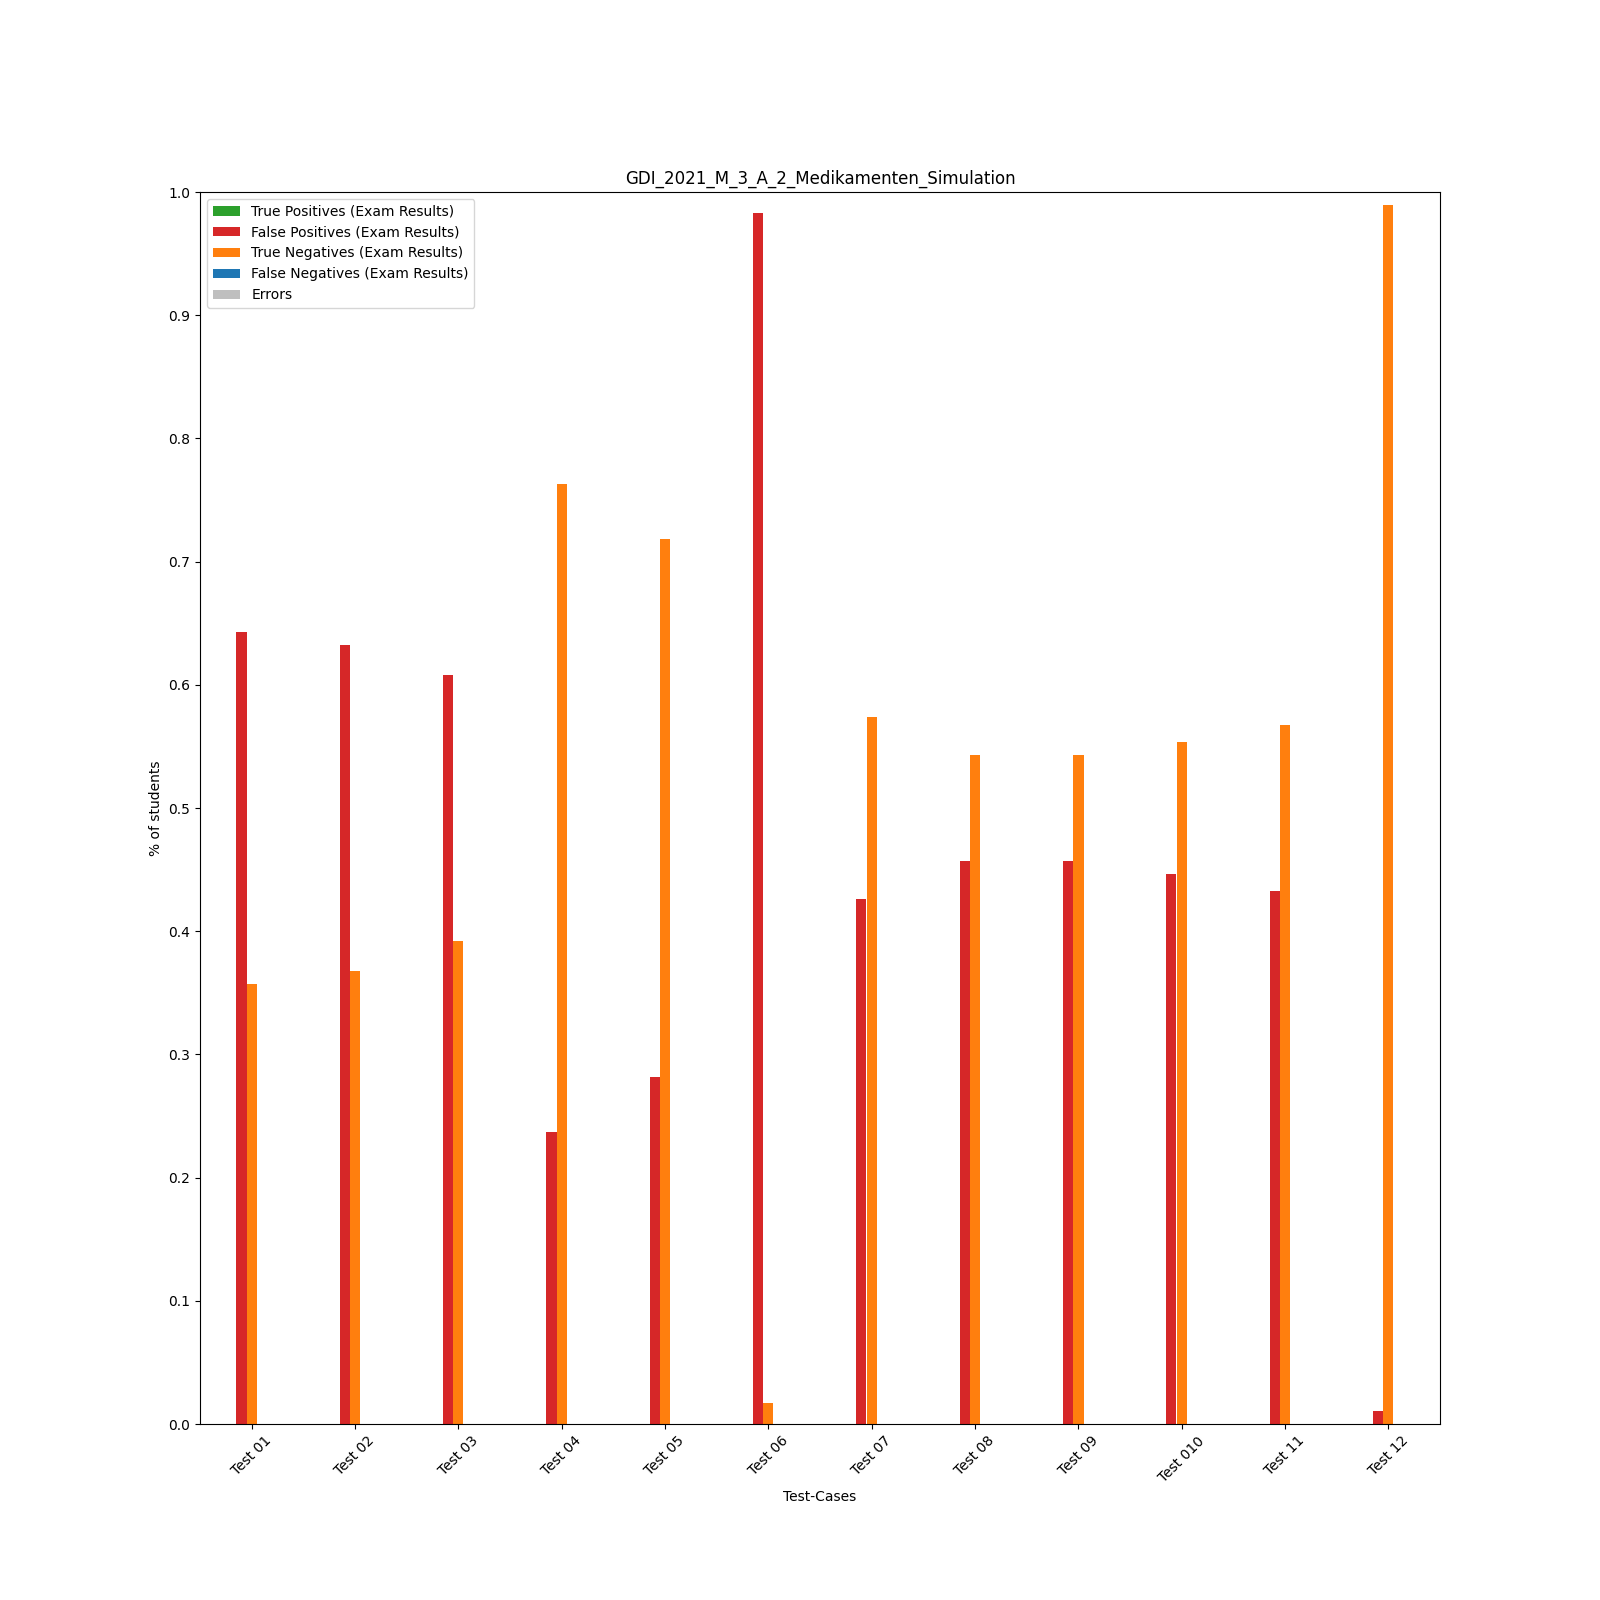 GDI_2021_M_3_A_2_Medikamenten_Simulation
True Positives (Exam Results)
False Positives (Exam Results)
True Negatives (Exam Results)
False Negatives (Exam Results)
Errors
% of students
1.0
0.9
0.8
0.7
0.6
0.5
0.4
0.3
0.2
0.1
0.0
Test 01
Test 02
Test 03
Test 04
Test 05
Test 06
Test 07
Test 08
Test 09
Test 010
Test 11
Test 12
Test-Cases